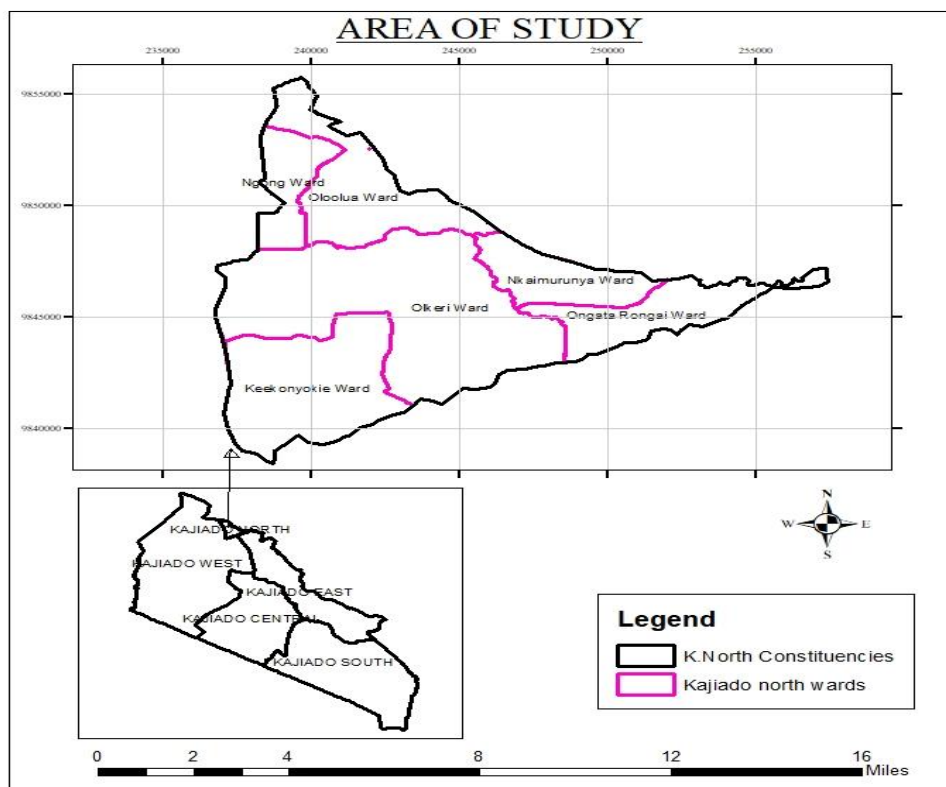 AREA OF STUDY
235000 240000 245000 250000 255000
9855000
Ngong Ward
Oloolua Ward
9850000
Nkaimurunya Ward
Olkeri Ward
Ongata Rongai Ward
9845000
Keekonyokie Ward
9840000
N
W E
S
KAJIADO NORTH
KAJIADO WEST
KAJIADO EAST
KAJIADO CENTRAL
KAJIADO SOUTH
Legend
K.North Constituencies
Kajiado north wards
0 2 4 8 12 16
Miles